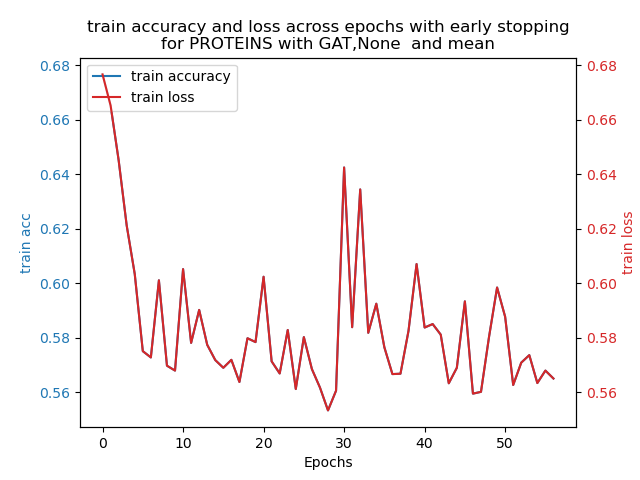 train accuracy and loss across epochs with early stopping
for PROTEINS with GAT,None  and mean
train accuracy
train loss
0.68
0.66
0.64
0.62
0.60
0.58
0.56
train acc
0.68
0.66
0.64
0.62
0.60
0.58
0.56
train loss
0 10 20 30 40 50
Epochs